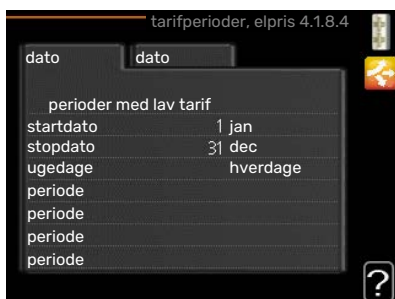 tarifperioder, elpris 4.1.8.4
dato dato
perioder med lav tarif
startdato 1 jan
stopdato 31 dec
ugedage hverdage
periode
periode
periode
periode
?